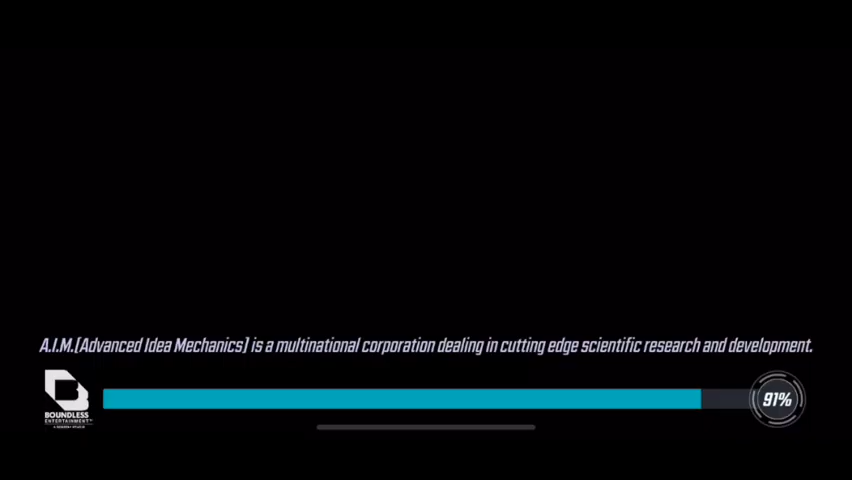 A.I.M.[Advanced Idea Mechanics] is a multinational corporation dealing in cutting edge scientific research and development.
BOUNDLESS
ENTERTAINMENT
91%